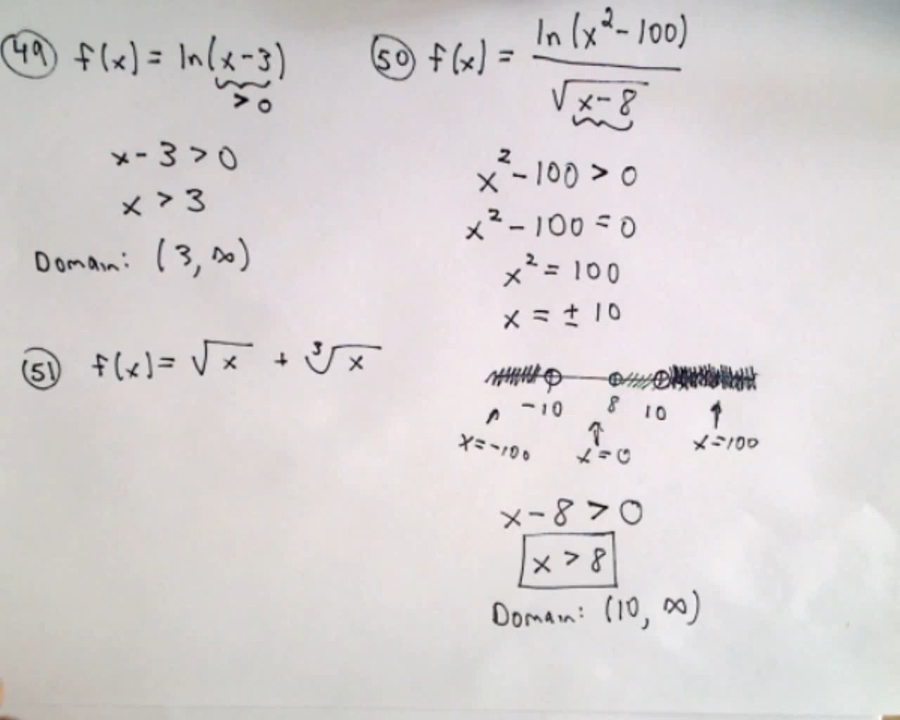 (49) f(x) = ln(x-3)
> 0
x - 3 > 0
x > 3
Domain: (3, ∞)
(51) f(x) = √x + ∛x
(50) f(x) = ln(x² - 100)
√x - 8
x² - 100 > 0
x² - 100 = 0
x² = 100
x = ± 10
-10 8 10
x = -100 x = 0 x = 100
x - 8 > 0
x > 8
Domain: (10, ∞)